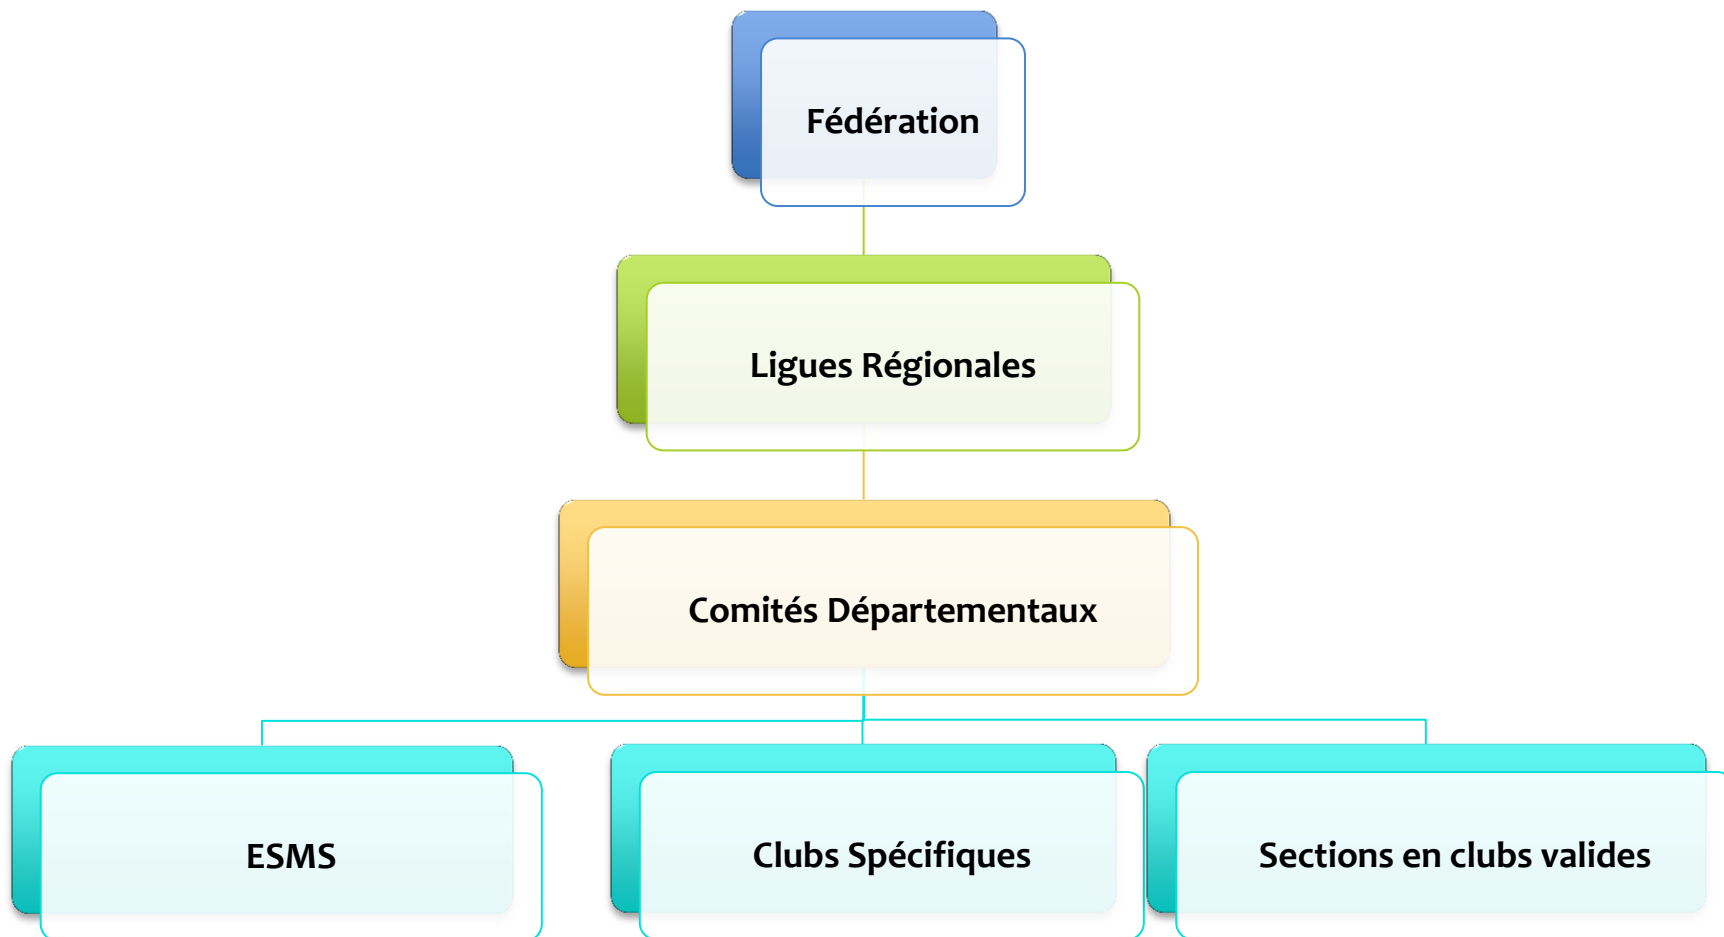 Fédération
Ligues Régionales
Comités Départementaux
ESMS
Clubs Spécifiques
Sections en clubs valides